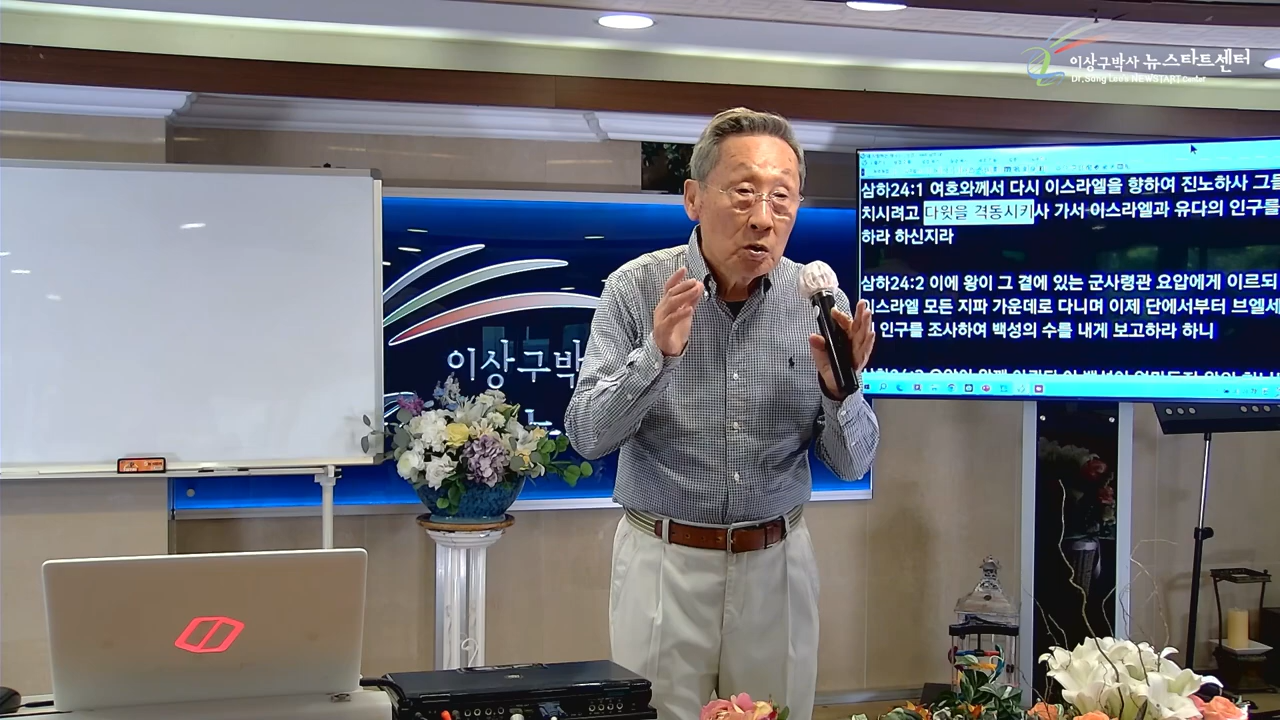 이상구박사 뉴스타트센터
Dr. Sang Lee's NEWSTART Center
삼하24:1 여호와께서 다시 이스라엘을 향하여 진노하사 그들
치시려고 다윗을 격동시키사 가서 이스라엘과 유다의 인구를
하라 하신지라
삼하24:2 이에 왕이 그 곁에 있는 군사령관 요압에게 이르되
이스라엘 모든 지파 가운데로 다니며 이제 단에서부터 브엘세
인구를 조사하여 백성의 수를 내게 보고하라 하니
이상구박